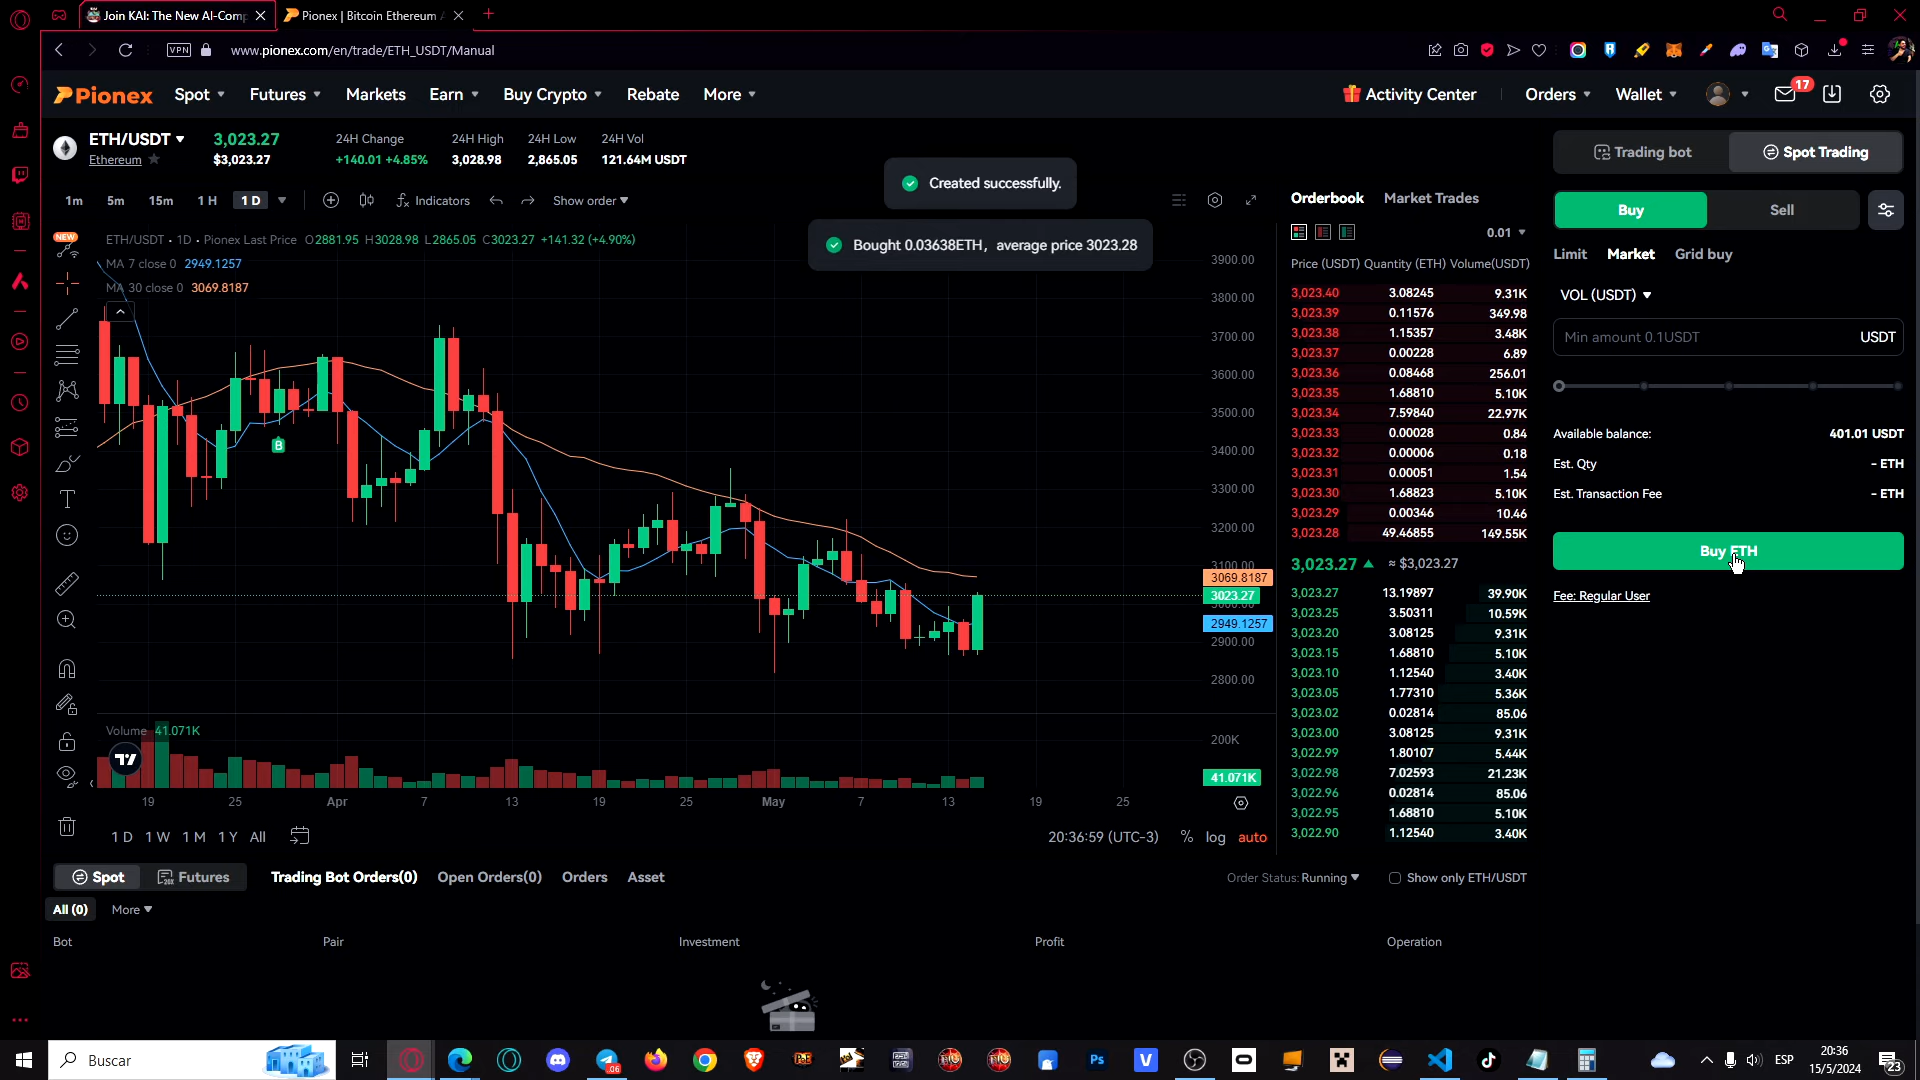 Join KAI: The New AI-Comp
Pionex | Bitcoin Ethereum
VPN
www.pionex.com/en/trade/ETH_USDT/Manual
Pionex
Spot
Futures
Markets
Earn
Buy Crypto
Rebate
More
Activity Center
Orders
Wallet
17
ETH/USDT
Ethereum
3,023.27
$3,023.27
24H Change
+140.01 +4.85%
24H High
3,028.98
24H Low
2,865.05
24H Vol
121.64M USDT
Created successfully.
Bought 0.03638ETH, average price 3023.28
1m 5m 15m 1 H 1 D
Indicators
Show order
NEW
ETH/USDT · 1D · Pionex Last Price O2881.95 H3028.98 L2865.05 C3023.27 +141.32 (+4.90%)
MA 7 close 0 2949.1257
MA 30 close 0 3069.8187
B
3900.00
3800.00
3700.00
3600.00
3500.00
3400.00
3300.00
3200.00
3100.00
3069.8187
3023.27
2949.1257
2900.00
2800.00
Volume 41.071K
200K
41.071K
19 25 Apr 7 13 19 25 May 7 13 19 25
1 D 1 W 1 M 1 Y All
20:36:59 (UTC-3) % log auto
Orderbook Market Trades
0.01
Price (USDT) Quantity (ETH) Volume(USDT)
3,023.40 3.08245 9.31K
3,023.39 0.11576 349.98
3,023.38 1.15357 3.48K
3,023.37 0.00228 6.89
3,023.36 0.08468 256.01
3,023.35 1.68810 5.10K
3,023.34 7.59840 22.97K
3,023.33 0.00028 0.84
3,023.32 0.00006 0.18
3,023.31 0.00051 1.54
3,023.30 1.68823 5.10K
3,023.29 0.00346 10.46
3,023.28 49.46855 149.55K
3,023.27 ≈ $3,023.27
3,023.27 13.19897 39.90K
3,023.25 3.50311 10.59K
3,023.20 3.08125 9.31K
3,023.15 1.68810 5.10K
3,023.10 1.12540 3.40K
3,023.05 1.77310 5.36K
3,023.02 0.02814 85.06
3,023.00 3.08125 9.31K
3,022.99 1.80107 5.44K
3,022.98 7.02593 21.23K
3,022.96 0.02814 85.06
3,022.95 1.68810 5.10K
3,022.90 1.12540 3.40K
Trading bot
Spot Trading
Buy
Sell
Limit Market Grid buy
VOL (USDT)
Min amount 0.1USDT
USDT
Available balance: 401.01 USDT
Est. Qty - ETH
Est. Transaction Fee - ETH
Buy ETH
Fee: Regular User
Spot
Futures
Trading Bot Orders(0)
Open Orders(0)
Orders
Asset
Order Status: Running
Show only ETH/USDT
All (0)
More
Bot Pair Investment Profit Operation
Buscar
Ps
V
ESP
20:36
15/5/2024
23